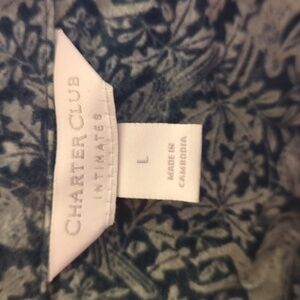 CHARTER CLUB
INTIMATES
L
MADE IN
CAMBODIA